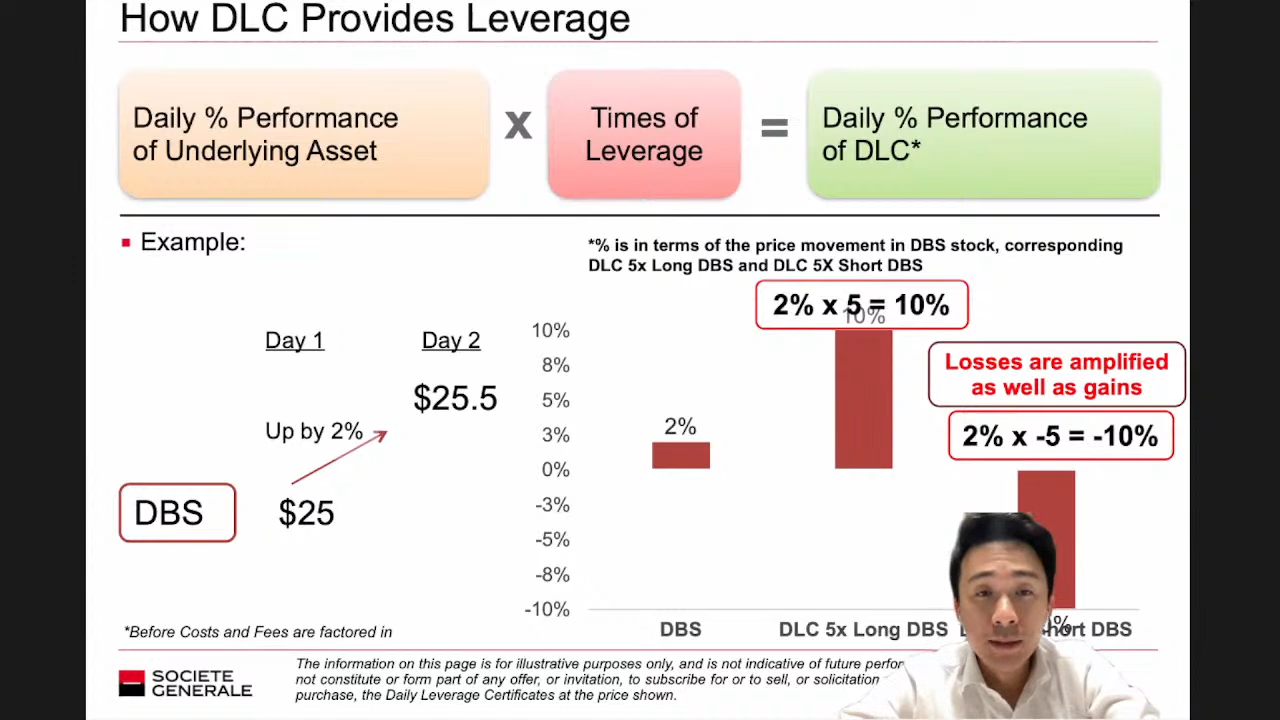 How DLC Provides Leverage
Daily % Performance
of Underlying Asset
x
Times of
Leverage
=
Daily % Performance
of DLC*
Example:
*% is in terms of the price movement in DBS stock, corresponding
DLC 5x Long DBS and DLC 5X Short DBS
2% x 5 = 10%
10%
Day 1
Day 2
$25.5
Up by 2%
DBS
$25
Losses are amplified
as well as gains
2% x -5 = -10%
10%
8%
5%
3%
0%
-3%
-5%
-8%
-10%
2%
DBS
DLC 5x Long DBS
Short DBS
*Before Costs and Fees are factored in
SOCIETE
GENERALE
The information on this page is for illustrative purposes only, and is not indicative of future
not constitute or form part of any offer, or invitation, to subscribe for or to sell, or solicitation
purchase, the Daily Leverage Certificates at the price shown.